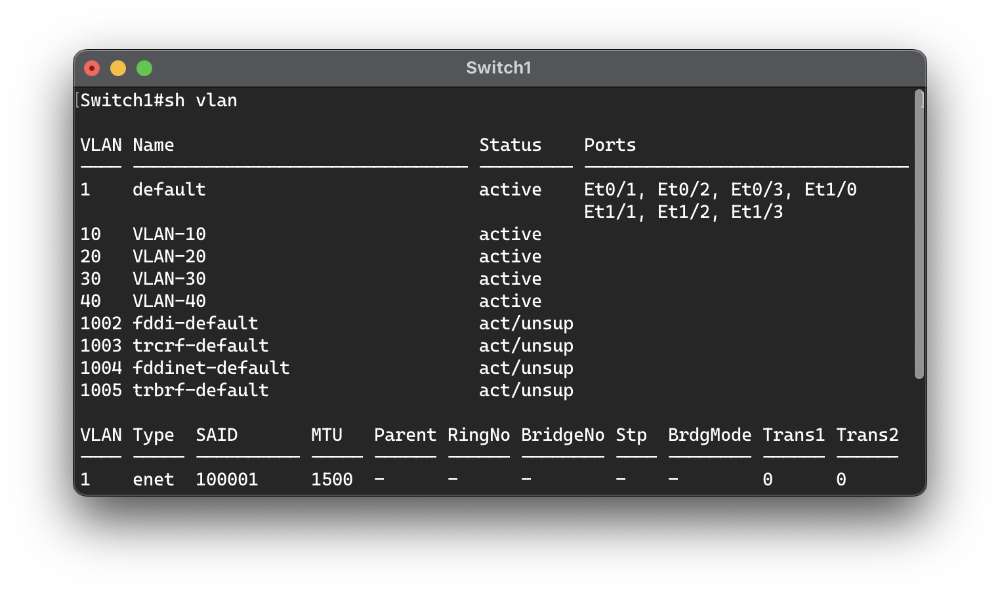 Switch1
[Switch1#sh vlan ]
VLAN Name                             Status    Ports
---- -------------------------------- --------- -------------------------------
1    default                          active    Et0/1, Et0/2, Et0/3, Et1/0
                                                Et1/1, Et1/2, Et1/3
10   VLAN-10                          active
20   VLAN-20                          active
30   VLAN-30                          active
40   VLAN-40                          active
1002 fddi-default                     act/unsup
1003 trcrf-default                    act/unsup
1004 fddinet-default                  act/unsup
1005 trbrf-default                    act/unsup
VLAN Type  SAID       MTU   Parent RingNo BridgeNo Stp  BrdgMode Trans1 Trans2
---- ----- ---------- ----- ------ ------ -------- ---- -------- ------ ------
1    enet  100001     1500  -      -      -        -    -        0      0